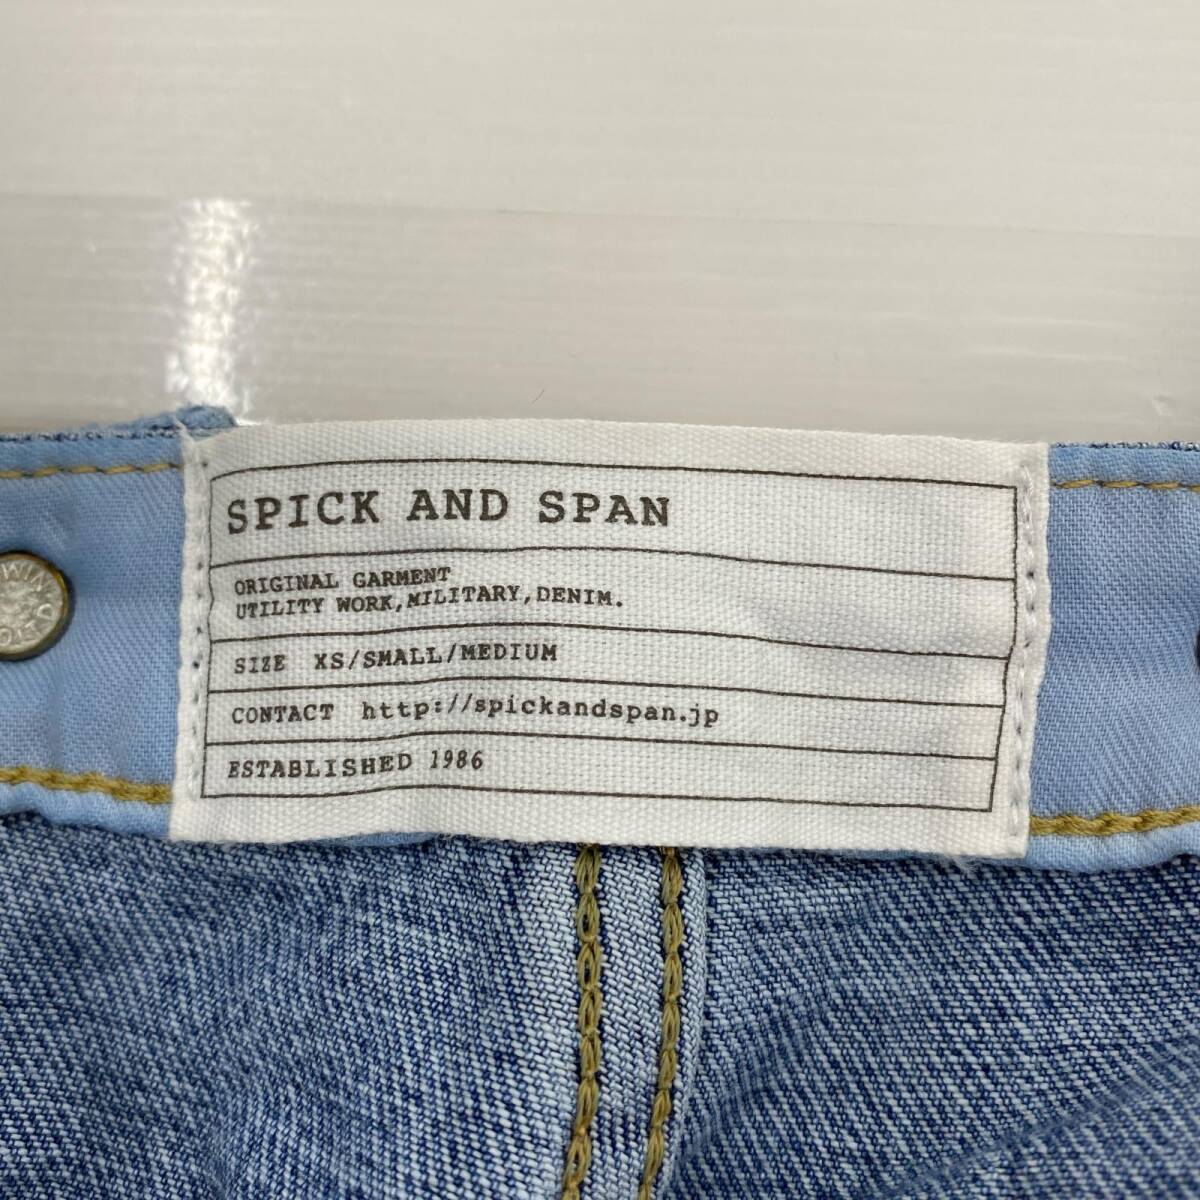 SPICK AND SPAN
ORIGINAL GARMENT
UTILITY WORK,MILITARY,DENIM.
SIZE XS/SMALL/MEDIUM
CONTACT http://spickandspan.jp
ESTABLISHED 1986